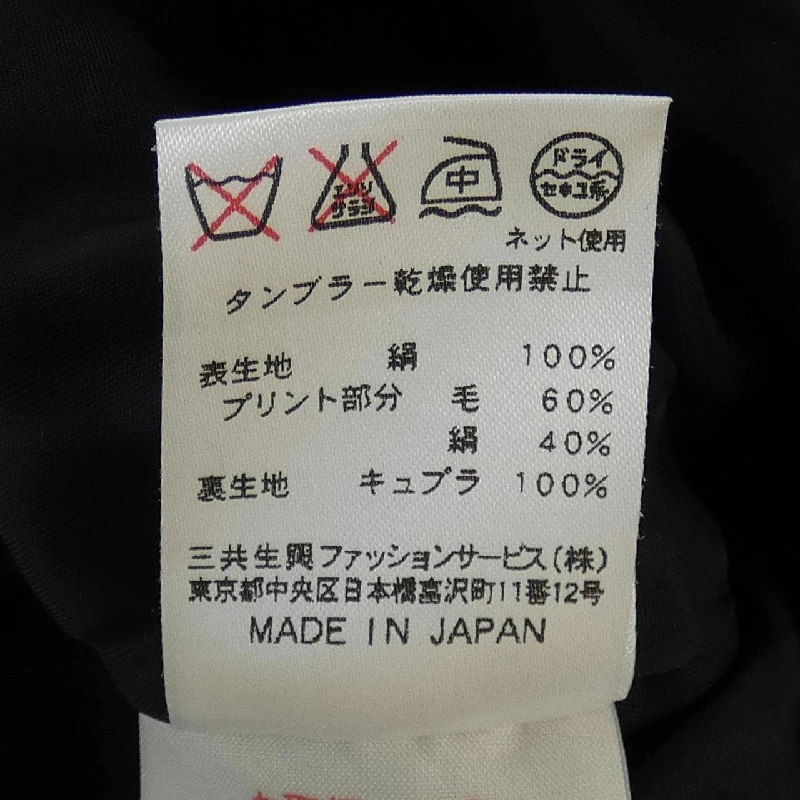 エンソ
サラシ
中
ドライ
セキユ系
ネット使用
タンブラー乾燥使用禁止
表生地 絹 100%
プリント部分 毛 60%
絹 40%
裏生地 キュプラ 100%
三共生興ファッションサービス(株)
東京都中央区日本橋富沢町11番12号
MADE IN JAPAN